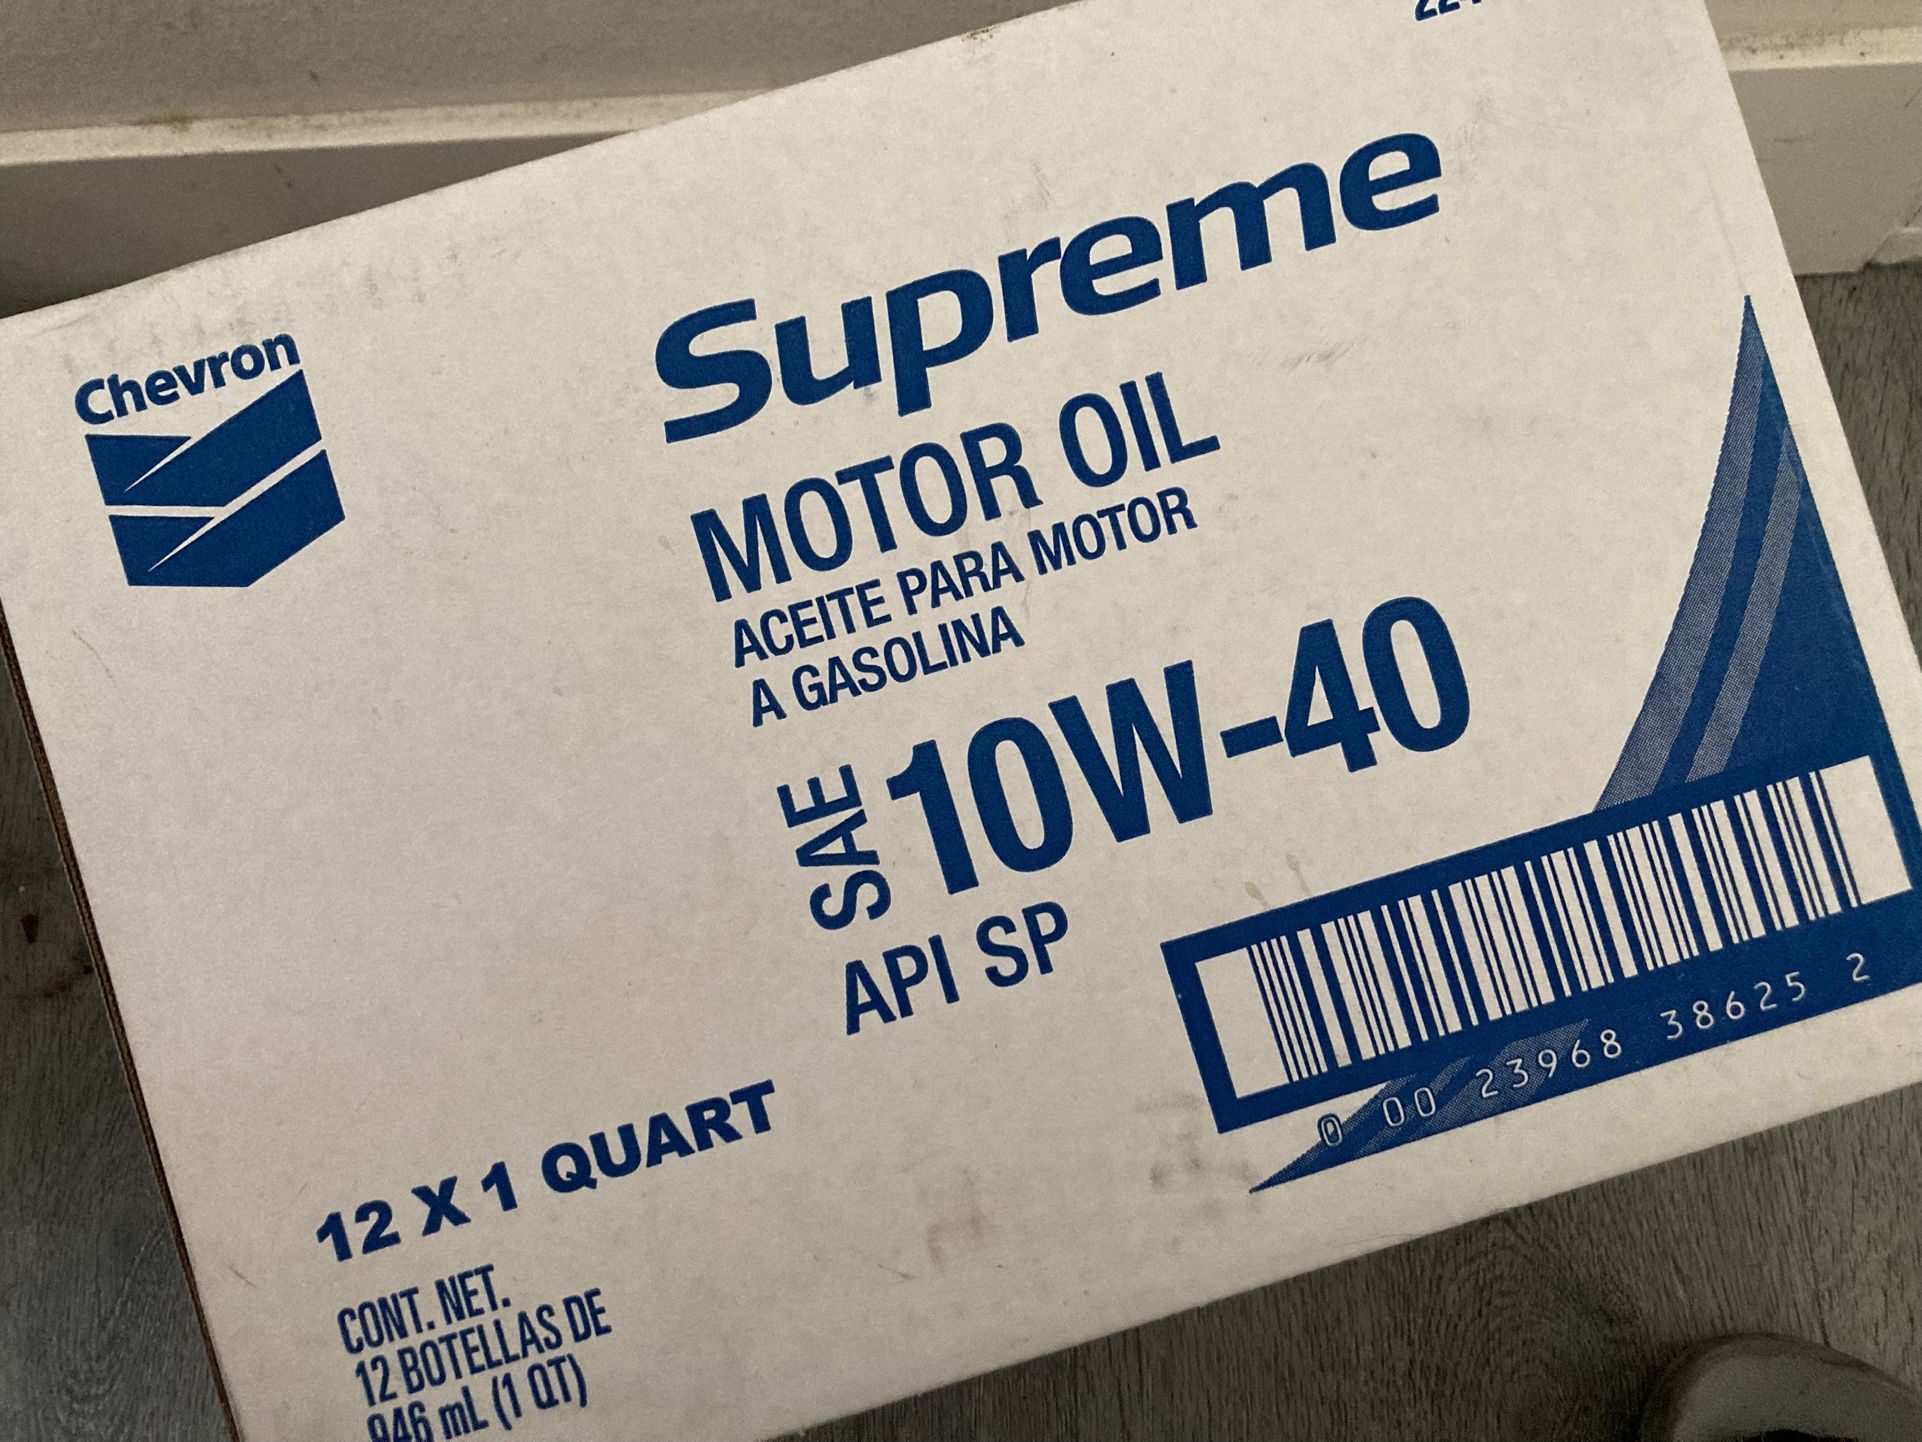 Chevron
Supreme
MOTOR OIL
ACEITE PARA MOTOR
A GASOLINA
SAE 10W-40
API SP
0 00 23968 38625 2
12 X 1 QUART
CONT. NET.
12 BOTELLAS DE
946 mL (1 QT)